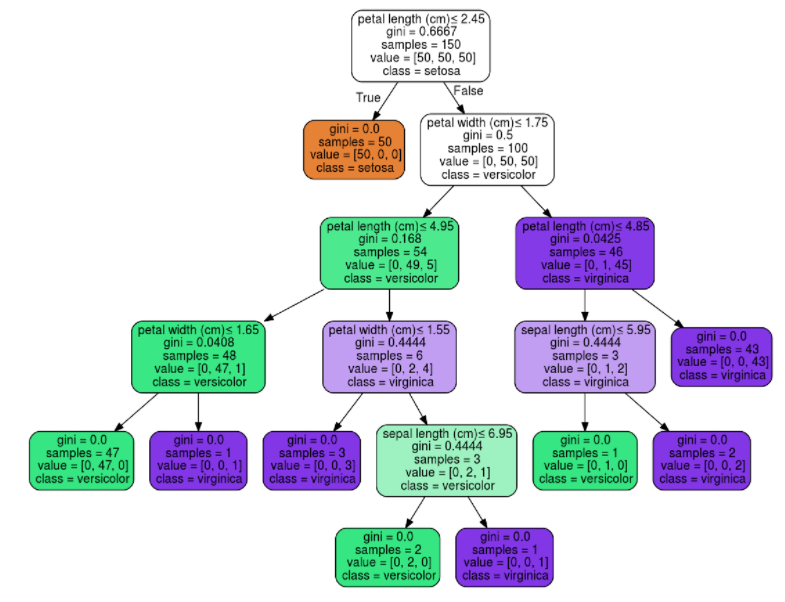 petal length (cm)≤ 2.45
gini = 0.6667
samples = 150
value = [50, 50, 50]
class = setosa
True
False
gini = 0.0
samples = 50
value = [50, 0, 0]
class = setosa
petal width (cm)≤ 1.75
gini = 0.5
samples = 100
value = [0, 50, 50]
class = versicolor
petal length (cm)≤ 4.95
gini = 0.168
samples = 54
value = [0, 49, 5]
class = versicolor
petal length (cm)≤ 4.85
gini = 0.0425
samples = 46
value = [0, 1, 45]
class = virginica
petal width (cm)≤ 1.65
gini = 0.0408
samples = 48
value = [0, 47, 1]
class = versicolor
petal width (cm)≤ 1.55
gini = 0.4444
samples = 6
value = [0, 2, 4]
class = virginica
sepal length (cm)≤ 5.95
gini = 0.4444
samples = 3
value = [0, 1, 2]
class = virginica
gini = 0.0
samples = 43
value = [0, 0, 43]
class = virginica
gini = 0.0
samples = 47
value = [0, 47, 0]
class = versicolor
gini = 0.0
samples = 1
value = [0, 0, 1]
class = virginica
gini = 0.0
samples = 3
value = [0, 0, 3]
class = virginica
sepal length (cm)≤ 6.95
gini = 0.4444
samples = 3
value = [0, 2, 1]
class = versicolor
gini = 0.0
samples = 1
value = [0, 1, 0]
class = versicolor
gini = 0.0
samples = 2
value = [0, 0, 2]
class = virginica
gini = 0.0
samples = 2
value = [0, 2, 0]
class = versicolor
gini = 0.0
samples = 1
value = [0, 0, 1]
class = virginica